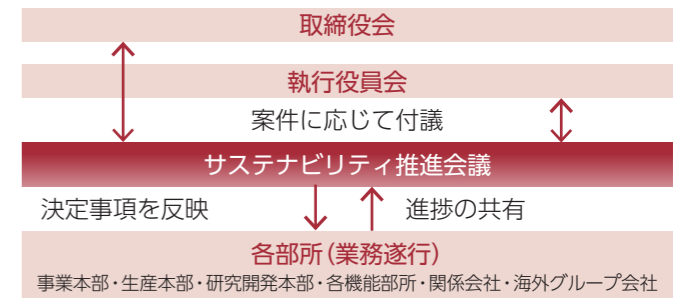 取締役会
執行役員会
案件に応じて付議
サステナビリティ推進会議
決定事項を反映　進捗の共有
各部所（業務遂行）
事業本部・生産本部・研究開発本部・各機能部所・関係会社・海外グループ会社